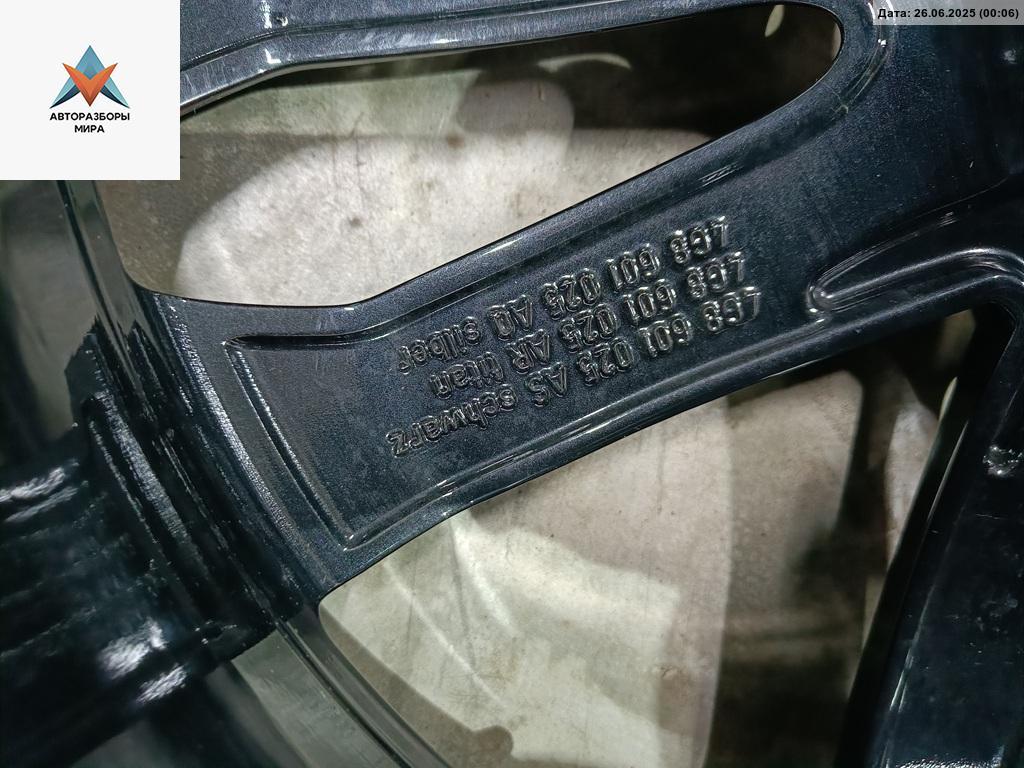 Дата: 26.06.2025 (00:06)
АВТОРАЗБОРЫ
МИРА
4G8 601 025 AS schwarz
4G8 601 025 AR titan
4G8 601 025 AQ silber